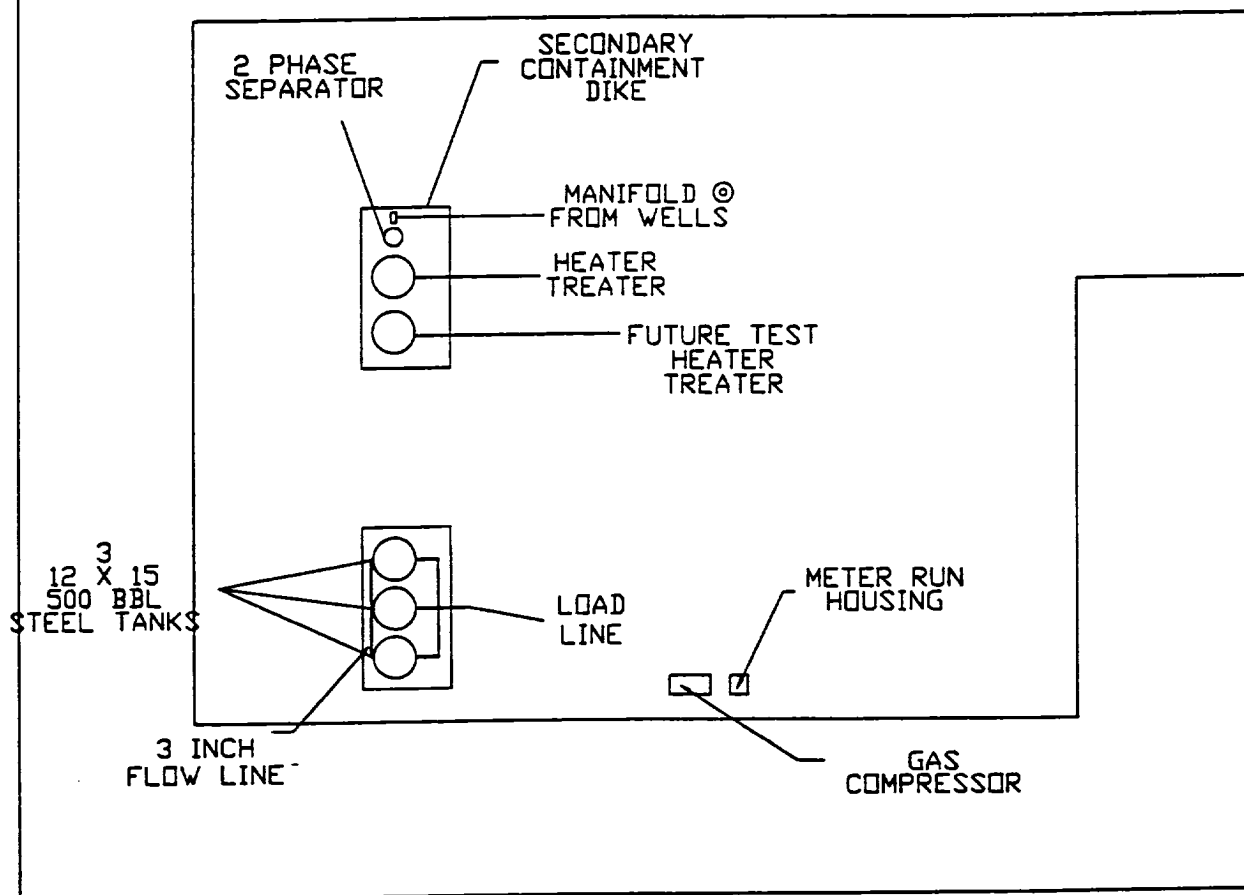 2 PHASE
SEPARATOR
SECONDARY
CONTAINMENT
DIKE
MANIFOLD ⌾
FROM WELLS
HEATER
TREATER
FUTURE TEST
HEATER
TREATER
3
12 X 15
500 BBL
STEEL TANKS
LOAD
LINE
METER RUN
HOUSING
3 INCH
FLOW LINE
GAS
COMPRESSOR